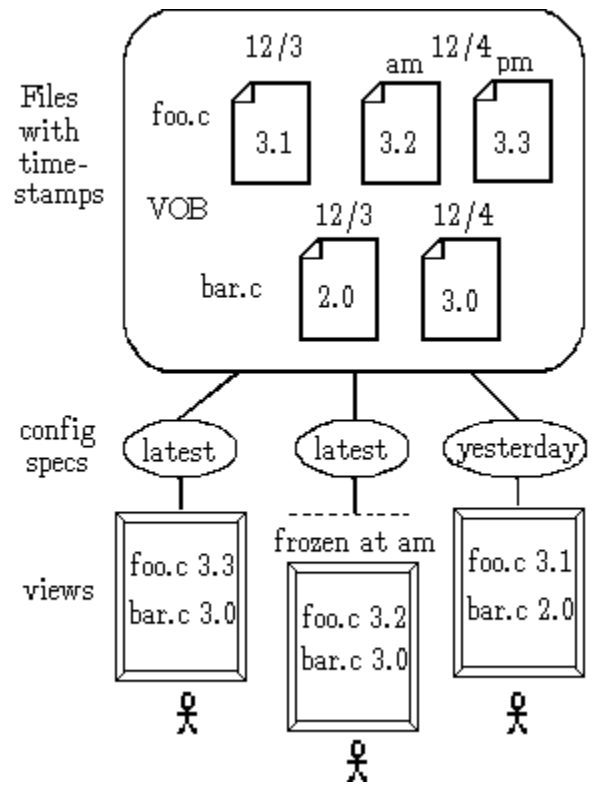 12/3 12/4
am pm
Files
with
time-
stamps
foo.c 3.1 3.2 3.3
VOB 12/3 12/4
bar.c 2.0 3.0
config
specs
latest latest yesterday
frozen at am
views
foo.c 3.3
bar.c 3.0
foo.c 3.2
bar.c 3.0
foo.c 3.1
bar.c 2.0